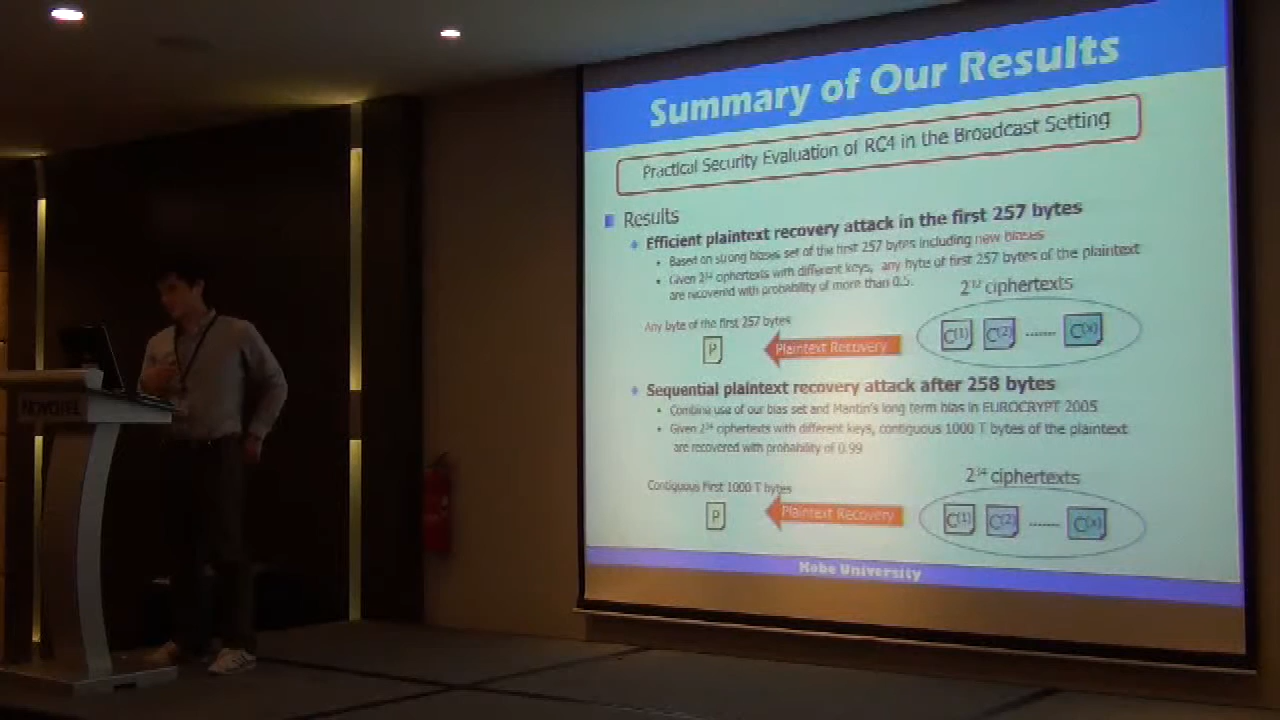 Summary of Our Results
Practical Security Evaluation of RC4 in the Broadcast Setting
Results
Efficient plaintext recovery attack in the first 257 bytes
Based on strong biases set of the first 257 bytes including new biases
Given ciphertexts with different keys, any byte of first 257 bytes of the plaintext
are recovered with probability of more than 0.5.
ciphertexts
Any byte of the first 257 bytes
P
Plaintext Recovery
C(1) C(2) ....... C(x)
Sequential plaintext recovery attack after 258 bytes
Combine use of our bias set and Mantin's long term bias in EUROCRYPT 2005
Given 2³⁴ ciphertexts with different keys, contiguous 1000 T bytes of the plaintext
are recovered with probability of 0.99
2³⁴ ciphertexts
Contiguous First 1000 T bytes
P
Plaintext Recovery
C(1) C(2) ....... C(x)
Kobe University
NOVOTEL